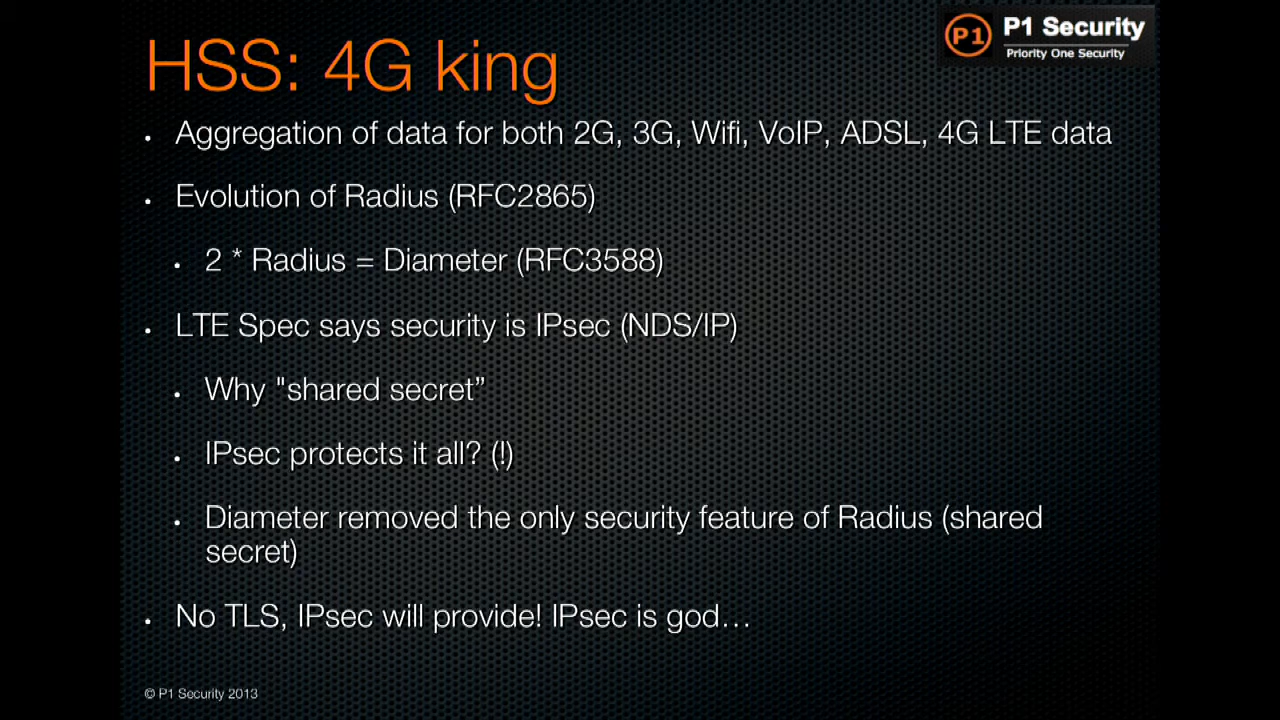 P1 P1 Security
Priority One Security
HSS: 4G king
• Aggregation of data for both 2G, 3G, Wifi, VoIP, ADSL, 4G LTE data
• Evolution of Radius (RFC2865)
• 2 * Radius = Diameter (RFC3588)
• LTE Spec says security is IPsec (NDS/IP)
• Why "shared secret”
• IPsec protects it all? (!)
• Diameter removed the only security feature of Radius (shared
secret)
• No TLS, IPsec will provide! IPsec is god…
© P1 Security 2013